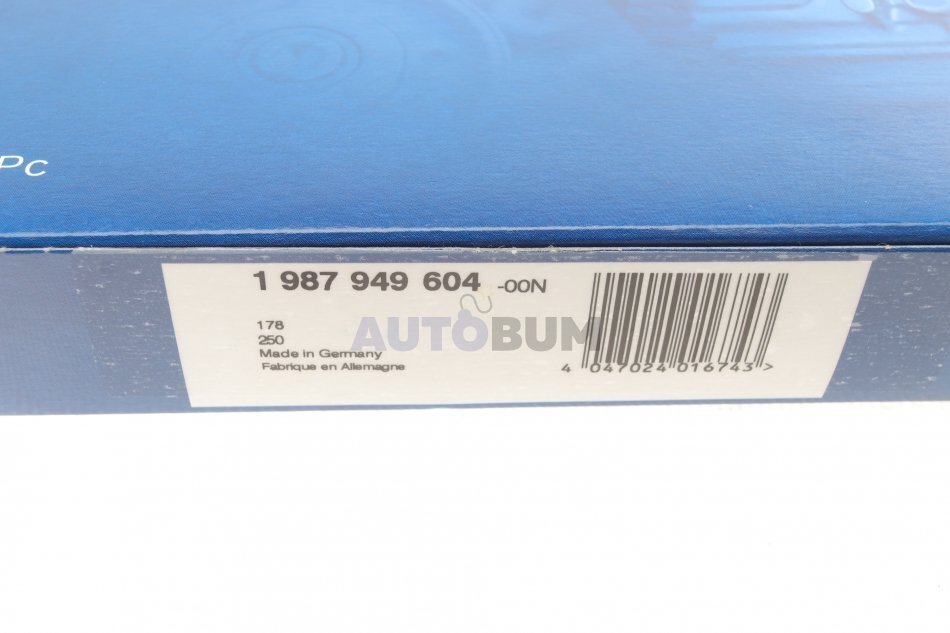 Pc
1 987 949 604 -00N
178
250
Made in Germany
Fabrique en Allemagne
AUTOBUM
4 047024 016743 >